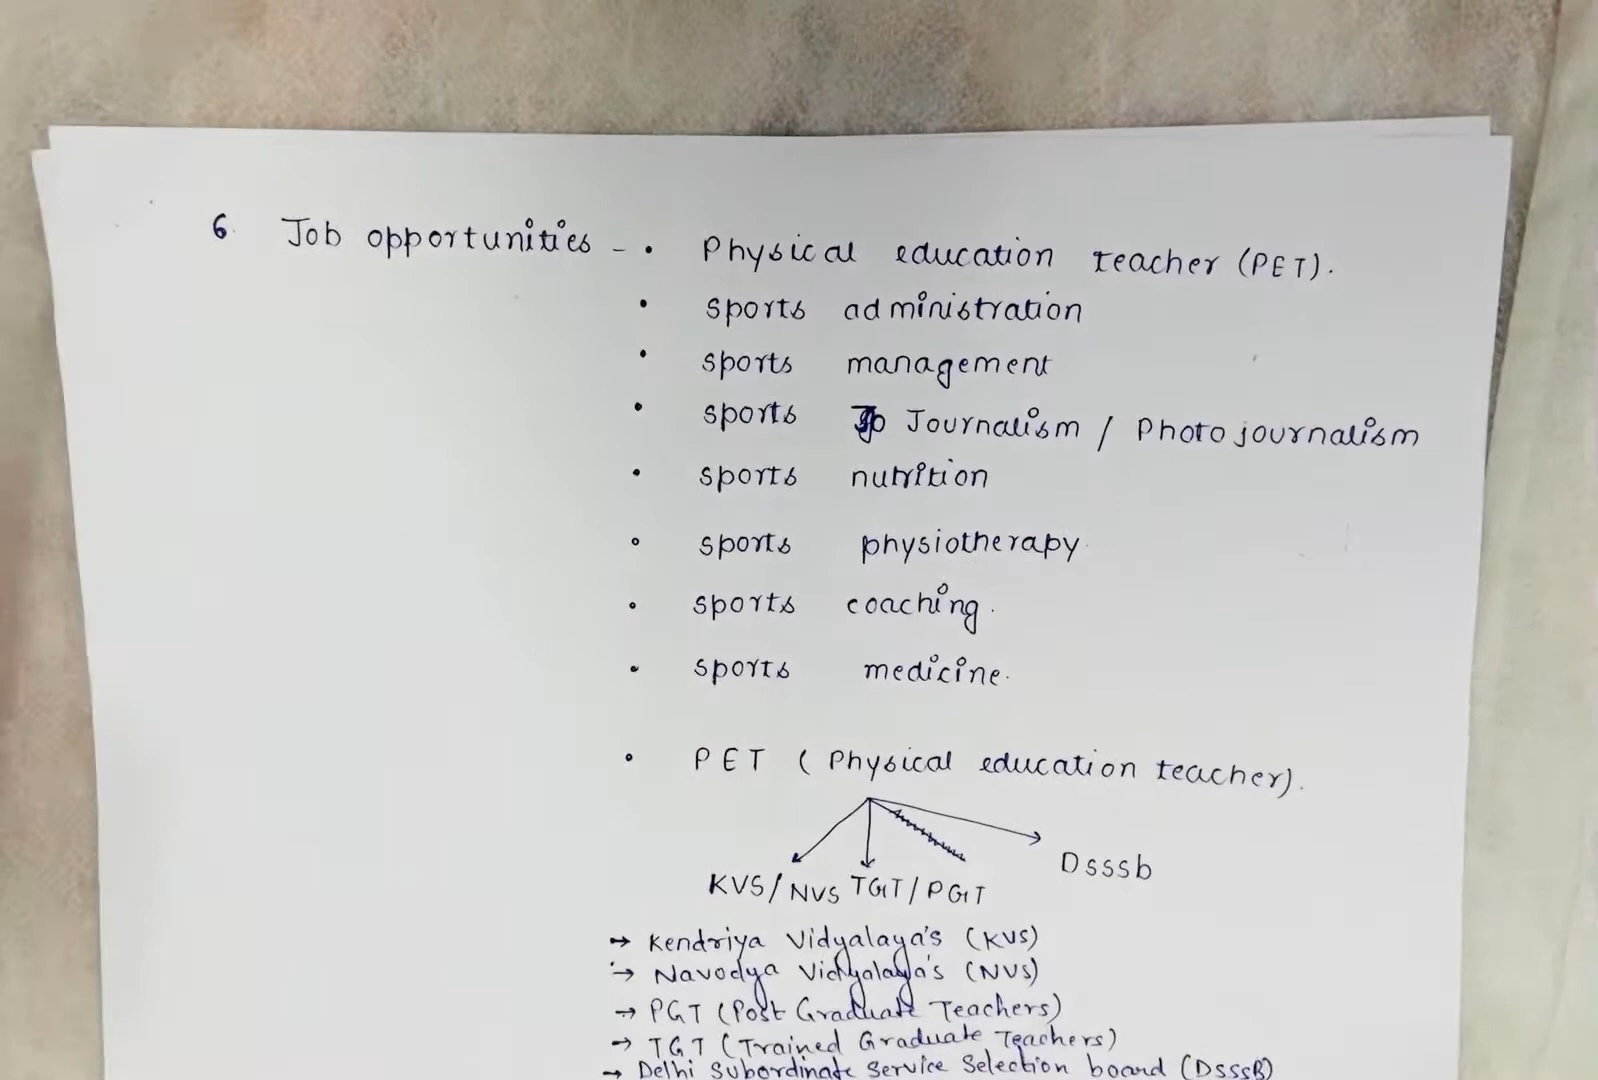 6. Job opportunities - • Physical education teacher (PET).
• sports administration
• sports management
• sports Journalism / Photo journalism
• sports nutrition
• sports physiotherapy
• sports coaching.
• sports medicine.
• PET ( Physical education teacher).
Dsssb
KVS/ NVS TGT/ PGT
→ Kendriya Vidyalaya's (KVS)
→ Navodya Vidyalaya's (NVS)
→ PGT (Post Graduate Teachers)
→ TGT (Trained Graduate Teachers)
→ Delhi Subordinate Service Selection board (DsssB)